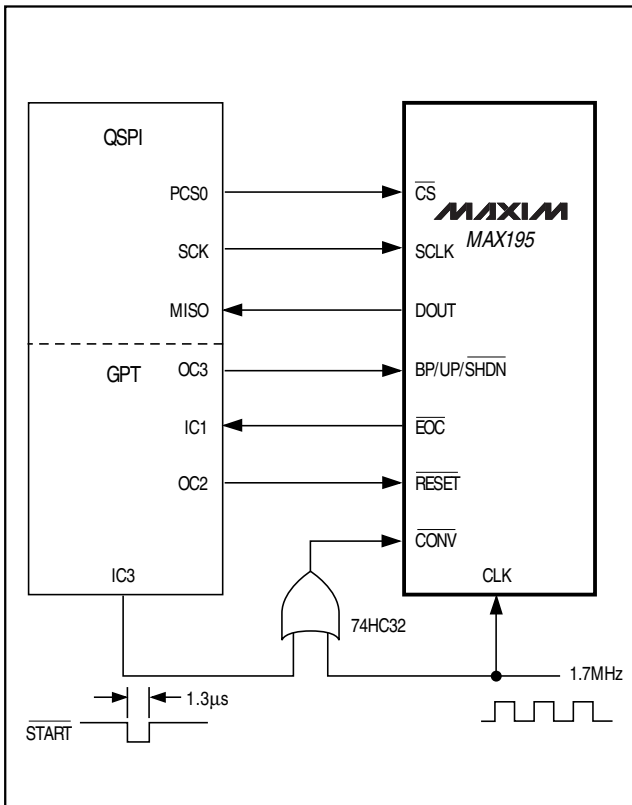 QSPI
PCS0
CS
MAXIM
MAX195
SCK
SCLK
MISO
DOUT
GPT
OC3
BP/UP/SHDN
IC1
EOC
OC2
RESET
CONV
IC3
CLK
74HC32
1.7MHz
1.3µs
START